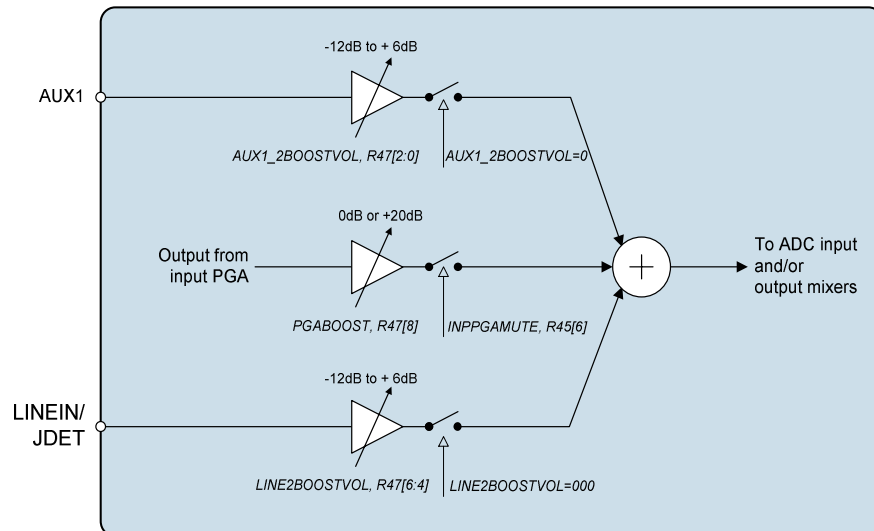 -12dB to + 6dB
AUX1
AUX1_2BOOSTVOL, R47[2:0]
AUX1_2BOOSTVOL=0
0dB or +20dB
Output from
input PGA
To ADC input
and/or
output mixers
PGABOOST, R47[8]
INPPGAMUTE, R45[6]
-12dB to + 6dB
LINEIN/
JDET
LINE2BOOSTVOL, R47[6:4]
LINE2BOOSTVOL=000